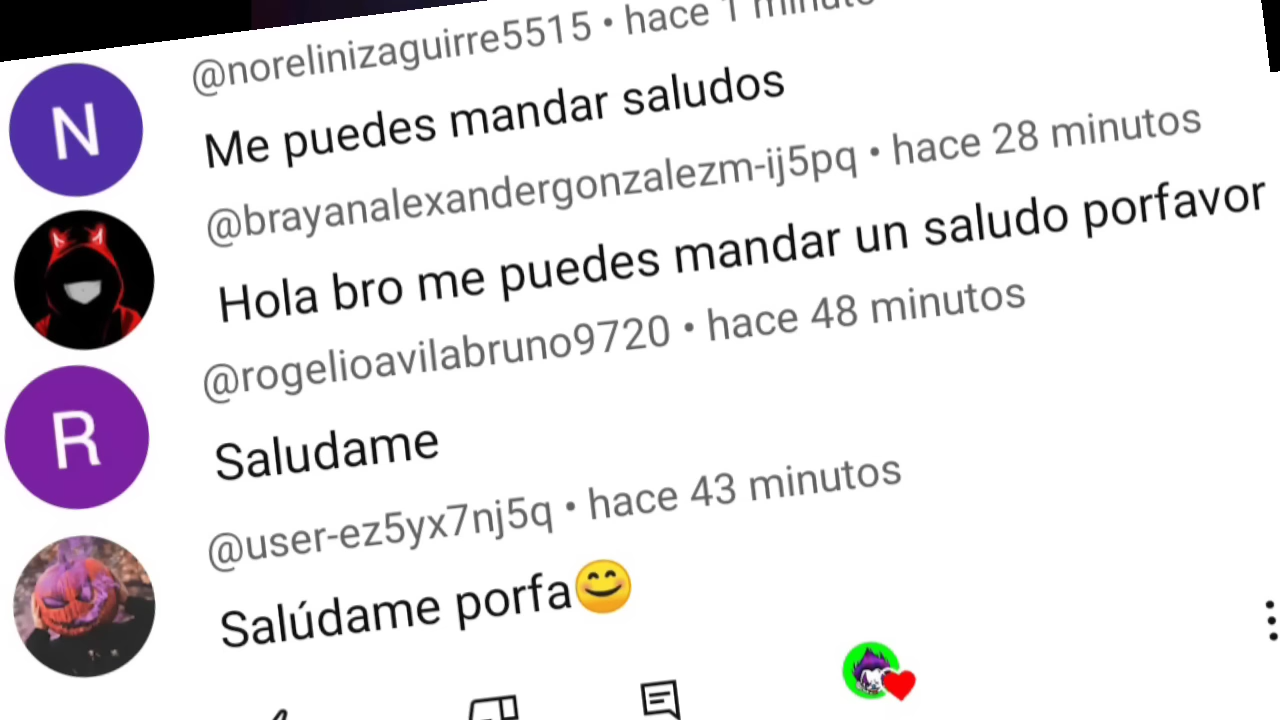 @norelinizaguirre5515 • hace 1 minuto
Me puedes mandar saludos
@brayanalexandergonzalezm-ij5pq • hace 28 minutos
Hola bro me puedes mandar un saludo porfavor
@rogelioavilabruno9720 • hace 48 minutos
Saludame
@user-ez5yx7nj5q • hace 43 minutos
Salúdame porfa😊
N
R